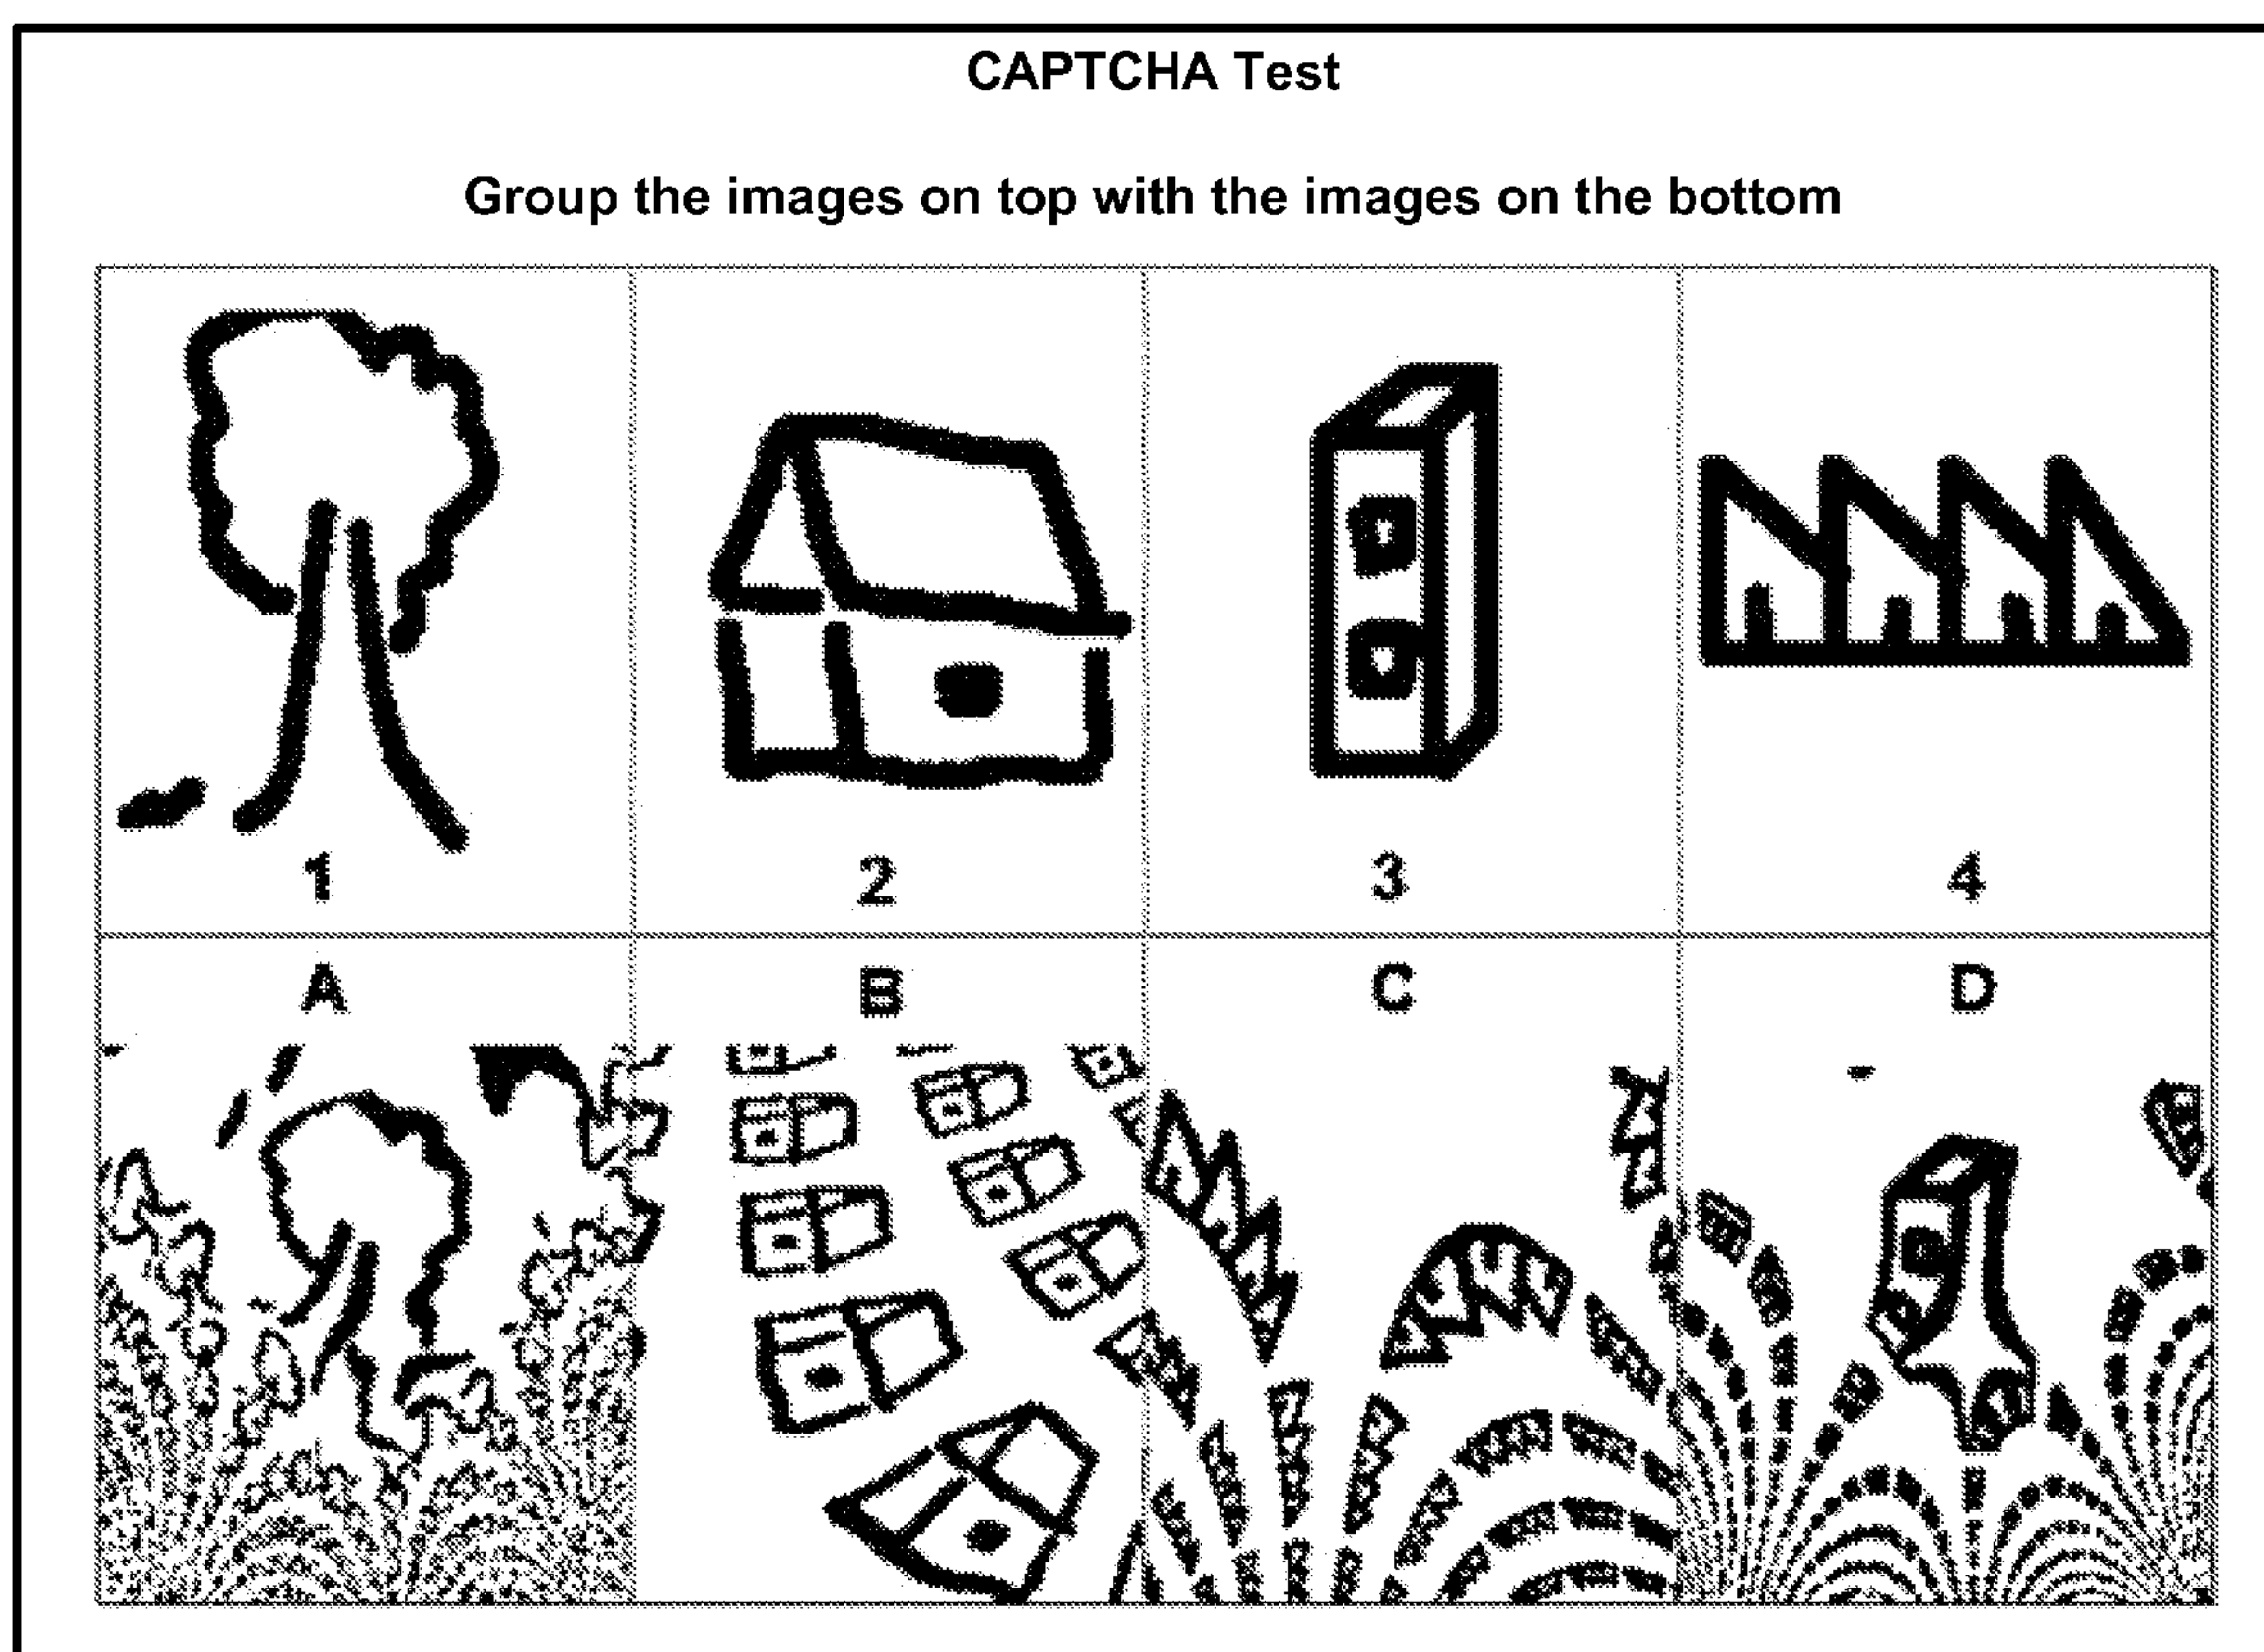 CAPTCHA Test
Group the images on top with the images on the bottom
1 2 3 4
A B C D